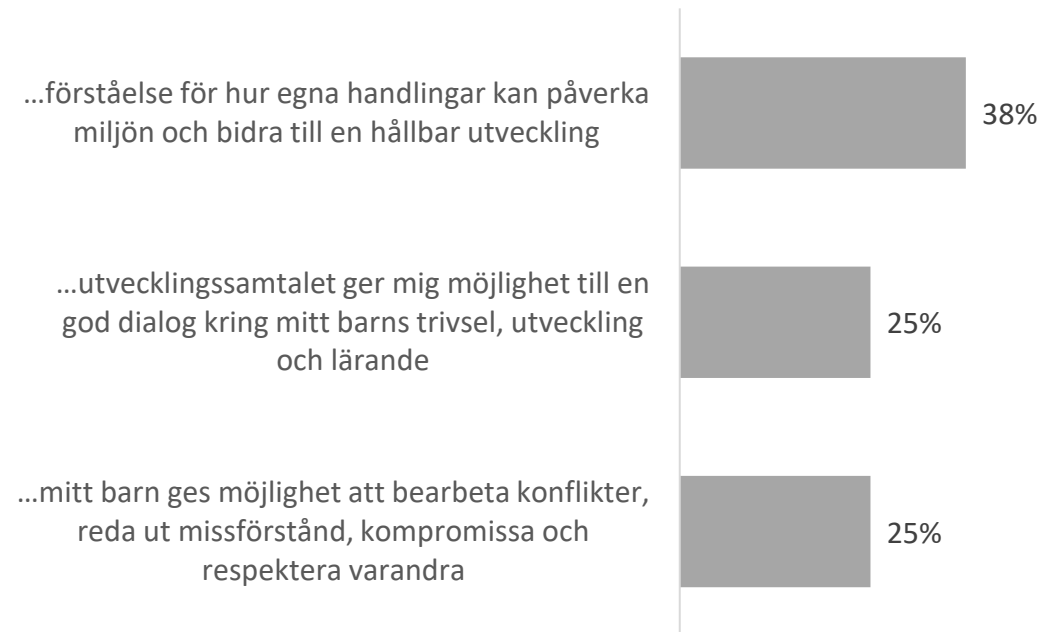 …förståelse för hur egna handlingar kan påverka
miljön och bidra till en hållbar utveckling
38%
…utvecklingssamtalet ger mig möjlighet till en
god dialog kring mitt barns trivsel, utveckling
och lärande
25%
…mitt barn ges möjlighet att bearbeta konflikter,
reda ut missförstånd, kompromissa och
respektera varandra
25%